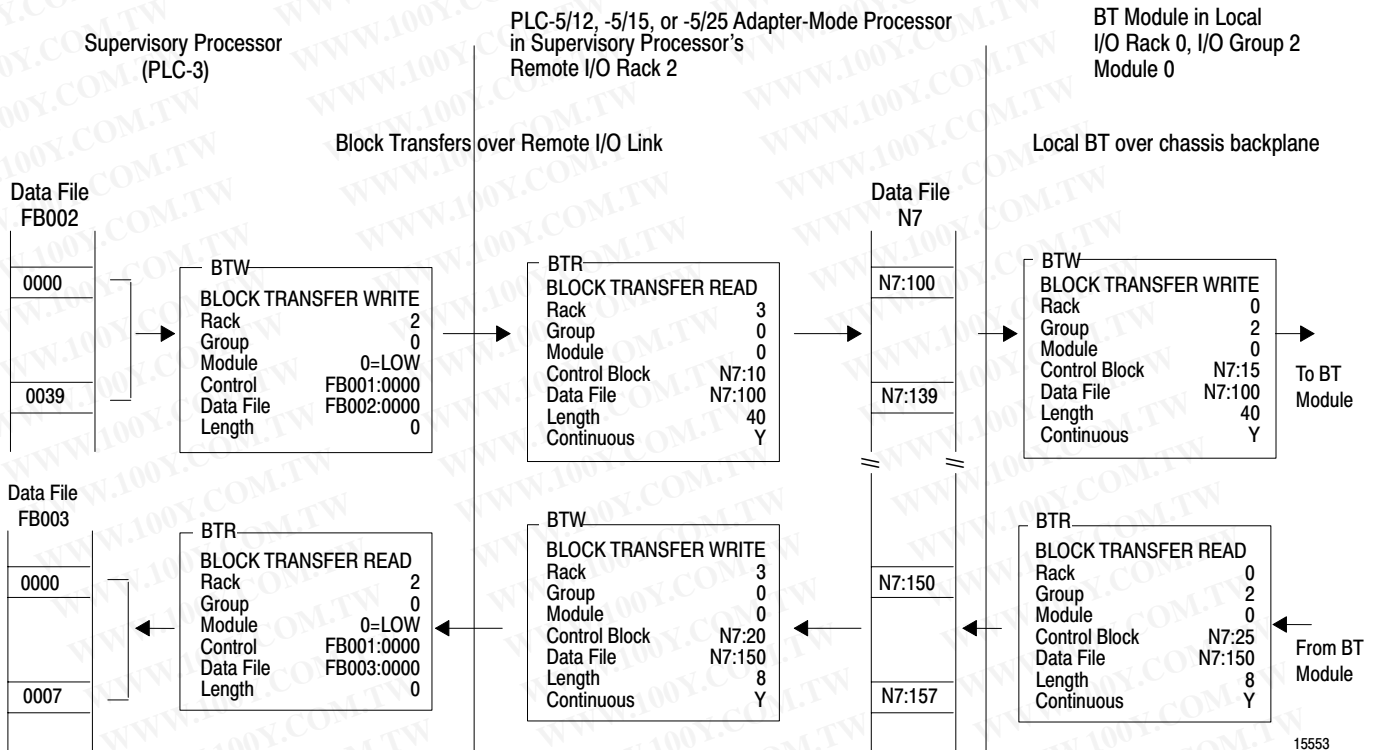 Supervisory Processor
(PLC-3)
PLC-5/12, -5/15, or -5/25 Adapter-Mode Processor
in Supervisory Processor's
Remote I/O Rack 2
BT Module in Local
I/O Rack 0, I/O Group 2
Module 0
Block Transfers over Remote I/O Link
Local BT over chassis backplane
Data File
FB002
0000
0039
BTW
BLOCK TRANSFER WRITE
Rack 2
Group 0
Module 0=LOW
Control FB001:0000
Data File FB002:0000
Length 0
BTR
BLOCK TRANSFER READ
Rack 3
Group 0
Module 0
Control Block N7:10
Data File N7:100
Length 40
Continuous Y
Data File
N7
N7:100
N7:139
BTW
BLOCK TRANSFER WRITE
Rack 0
Group 2
Module 0
Control Block N7:15
Data File N7:100
Length 40
Continuous Y
To BT
Module
Data File
FB003
0000
0007
BTR
BLOCK TRANSFER READ
Rack 2
Group 0
Module 0=LOW
Control FB001:0000
Data File FB003:0000
Length 0
BTW
BLOCK TRANSFER WRITE
Rack 3
Group 0
Module 0
Control Block N7:20
Data File N7:150
Length 8
Continuous Y
N7:150
N7:157
BTR
BLOCK TRANSFER READ
Rack 0
Group 2
Module 0
Control Block N7:25
Data File N7:150
Length 8
Continuous Y
From BT
Module
15553
WWW.100Y.COM.TW